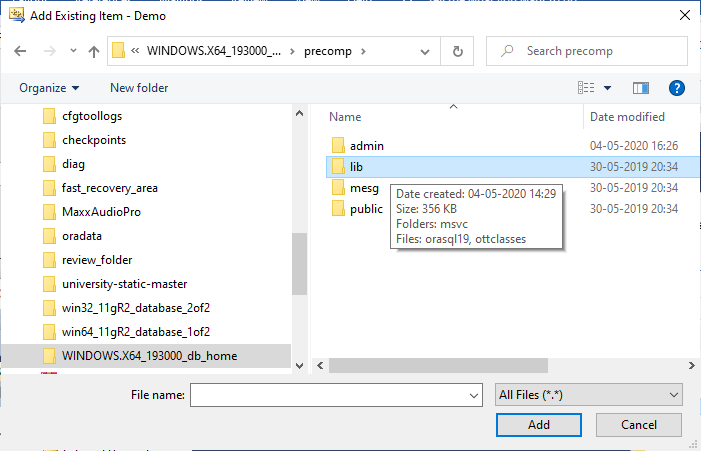 Add Existing Item - Demo
« WINDOWS.X64_193000_... > precomp >
Search precomp
Organize
New folder
?
cfgtoollogs
checkpoints
diag
fast_recovery_area
MaxxAudioPro
oradata
review_folder
university-static-master
win32_11gR2_database_2of2
win64_11gR2_database_1of2
WINDOWS.X64_193000_db_home
Name Date modified
admin 04-05-2020 16:26
lib 30-05-2019 20:34
mesg 30-05-2019 20:34
public 30-05-2019 20:34
Date created: 04-05-2020 14:29
Size: 356 KB
Folders: msvc
Files: orasql19, ottclasses
File name:
All Files (*.*)
Add
Cancel